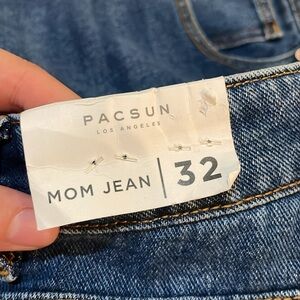 PACSUN
LOS ANGELES
MOM JEAN | 32